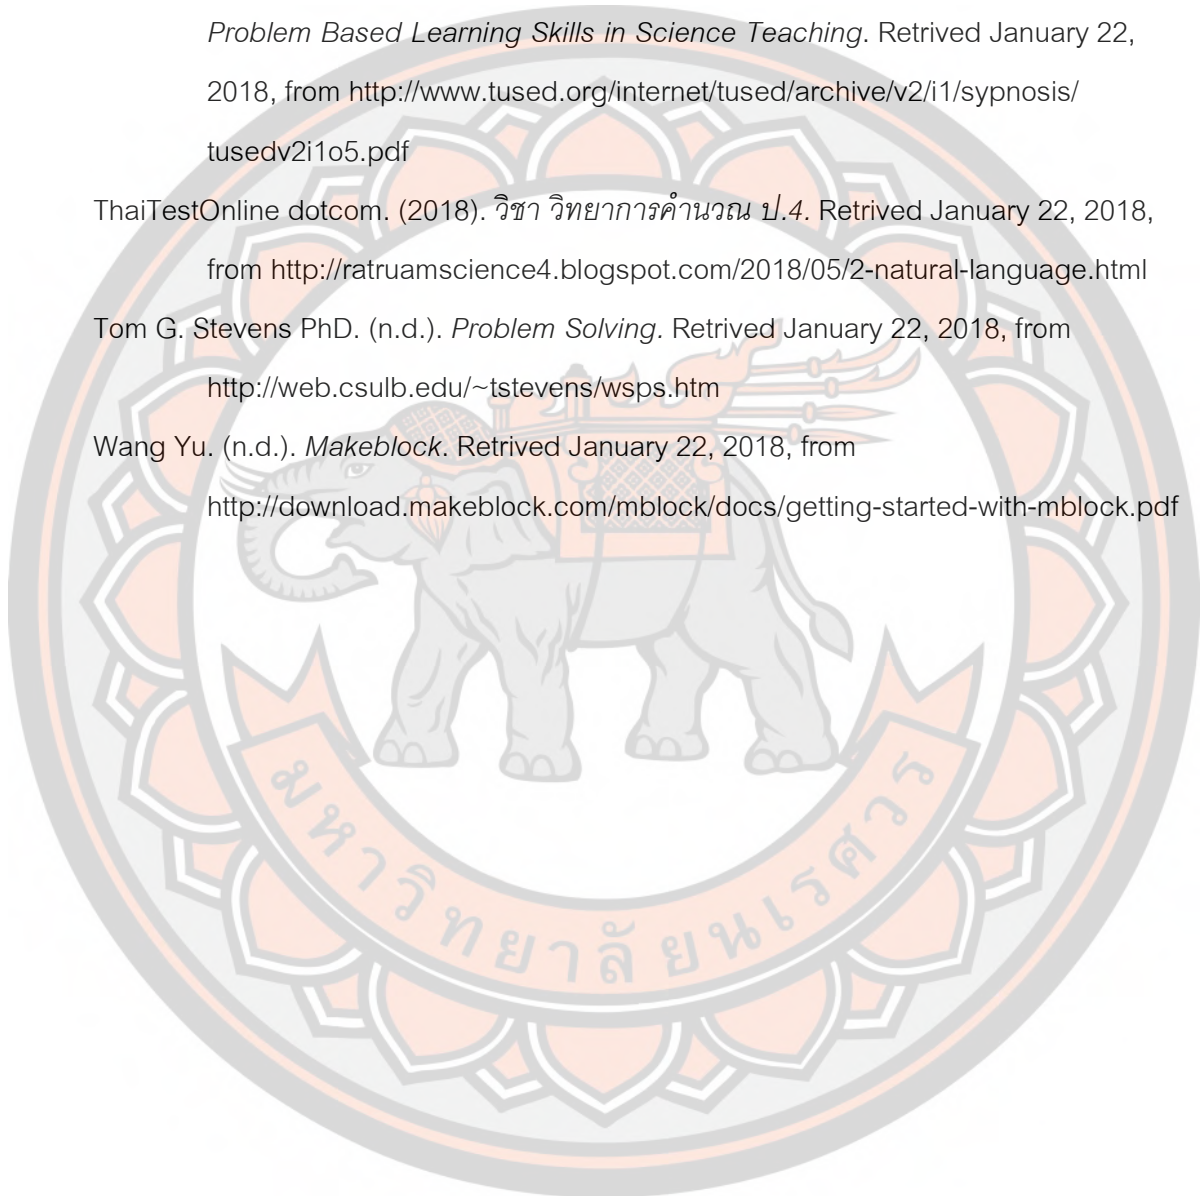 Problem Based Learning Skills in Science Teaching. Retrived January 22,
2018, from http://www.tused.org/internet/tused/archive/v2/i1/sypnosis/
tusedv2i1o5.pdf
ThaiTestOnline dotcom. (2018). วิชา วิทยาการคำนวณ ป.4. Retrived January 22, 2018,
from http://ratruamscience4.blogspot.com/2018/05/2-natural-language.html
Tom G. Stevens PhD. (n.d.). Problem Solving. Retrived January 22, 2018, from
http://web.csulb.edu/~tstevens/wsps.htm
Wang Yu. (n.d.). Makeblock. Retrived January 22, 2018, from
http://download.makeblock.com/mblock/docs/getting-started-with-mblock.pdf
มหาวิทยาลัยนเรศวร